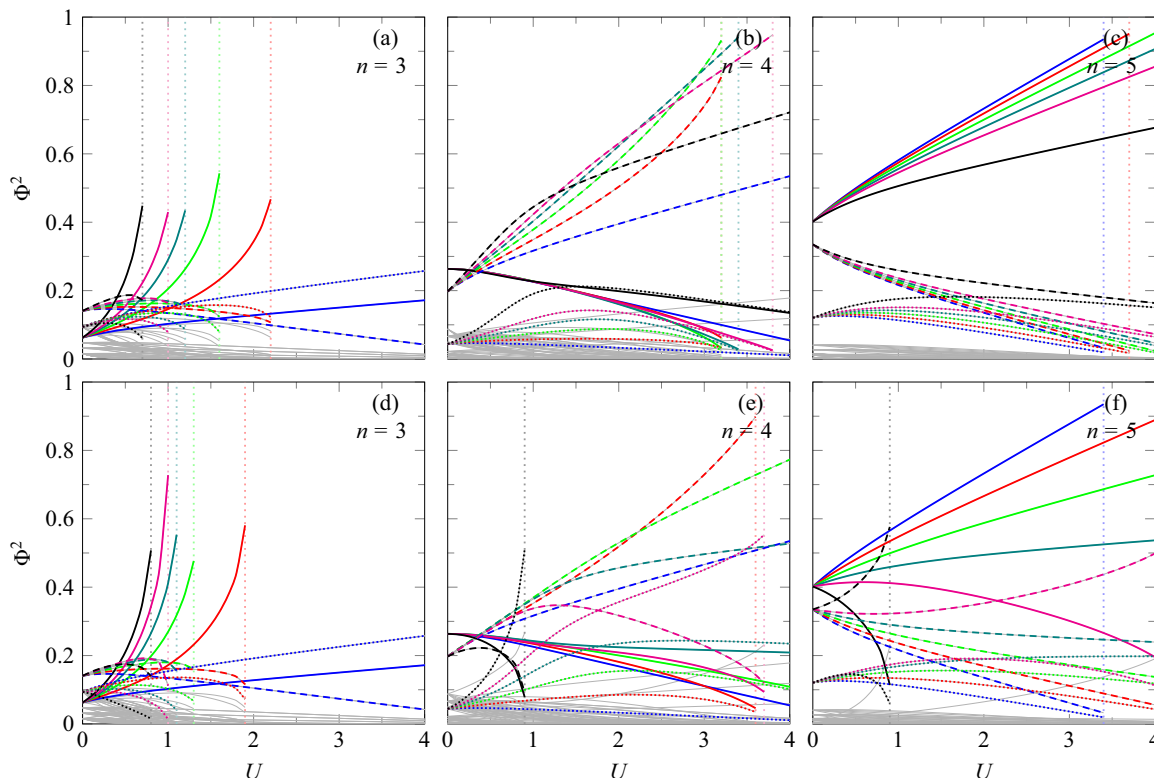 1
0.8
0.6
0.4
0.2
0
Φ²
(a)
n = 3
(b)
n = 4
(c)
n = 5
1
0.8
0.6
0.4
0.2
0
Φ²
(d)
n = 3
(e)
n = 4
(f)
n = 5
0 1 2 3 4
0 1 2 3 4
0 1 2 3 4
U
U
U